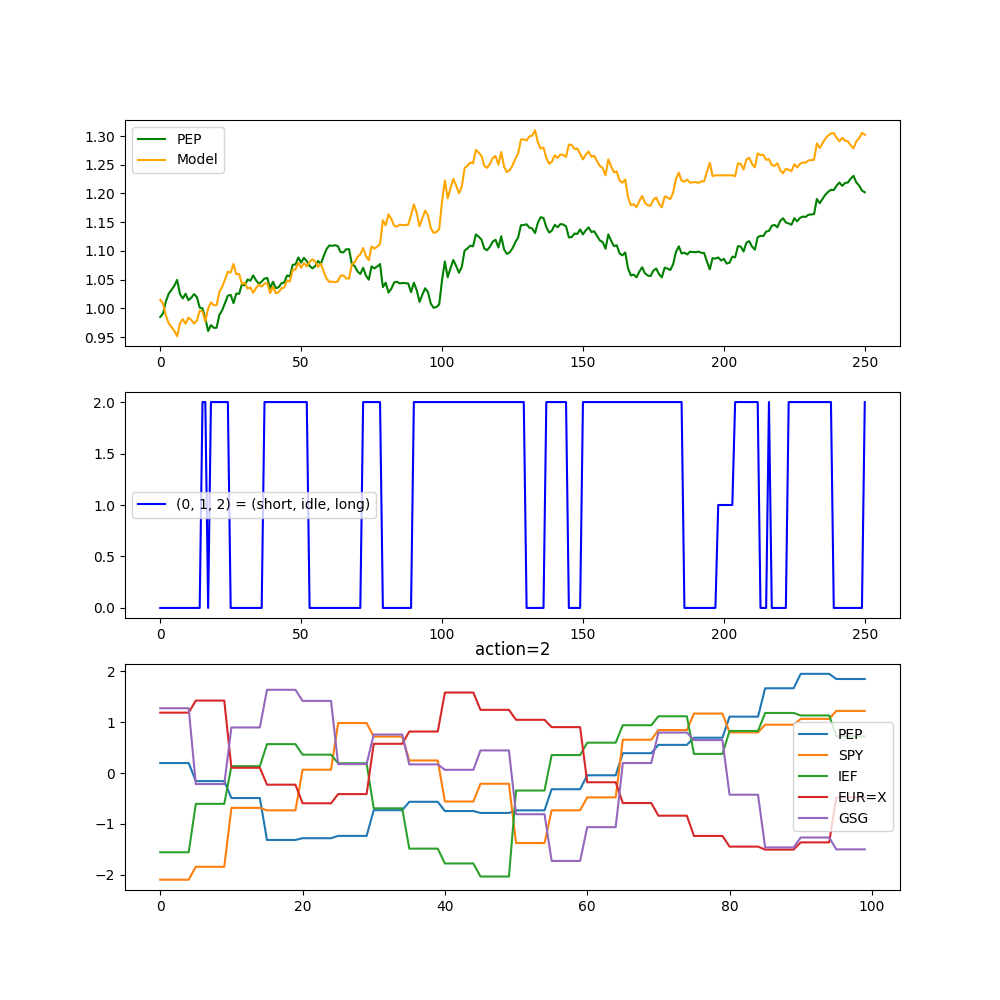 1.30
1.25
1.20
1.15
1.10
1.05
1.00
0.95
PEP
Model
0 50 100 150 200 250
2.0
1.5
1.0
0.5
0.0
(0, 1, 2) = (short, idle, long)
0 50 100 150 200 250
action=2
2
1
0
−1
−2
PEP
SPY
IEF
EUR=X
GSG
0 20 40 60 80 100